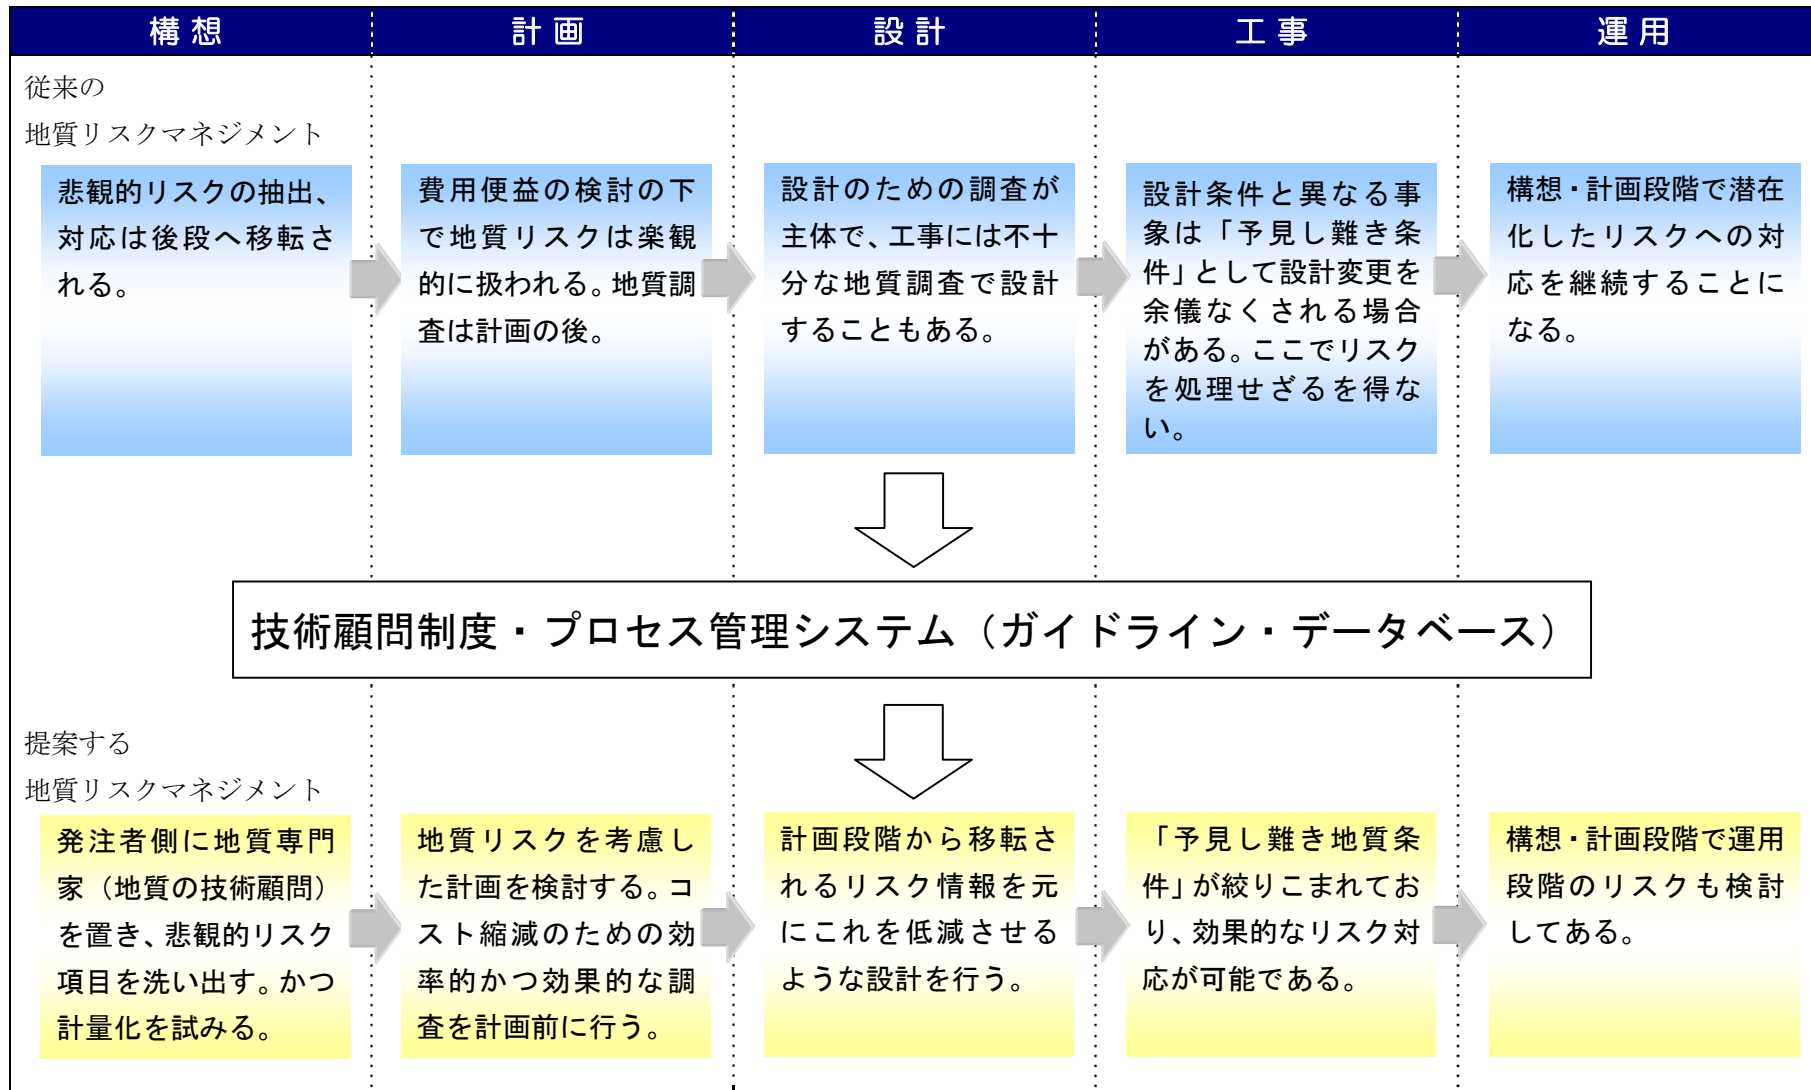 構想 計画 設計 工事 運用
従来の
地質リスクマネジメント
悲観的リスクの抽出、
対応は後段へ移転さ
れる。
費用便益の検討の下
で地質リスクは楽観
的に扱われる。地質調
査は計画の後。
設計のための調査が
主体で、工事には不十
分な地質調査で設計
することもある。
設計条件と異なる事
象は「予見し難き条
件」として設計変更を
余儀なくされる場合
がある。ここでリスク
を処理せざるを得な
い。
構想・計画段階で潜在
化したリスクへの対
応を継続することに
なる。
技術顧問制度・プロセス管理システム（ガイドライン・データベース）
提案する
地質リスクマネジメント
発注者側に地質専門
家（地質の技術顧問）
を置き、悲観的リスク
項目を洗い出す。かつ
計量化を試みる。
地質リスクを考慮し
た計画を検討する。コ
スト縮減のための効
率的かつ効果的な調
査を計画前に行う。
計画段階から移転さ
れるリスク情報を元
にこれを低減させる
ような設計を行う。
「予見し難き地質条
件」が絞りこまれてお
り、効果的なリスク対
応が可能である。
構想・計画段階で運用
段階のリスクも検討
してある。